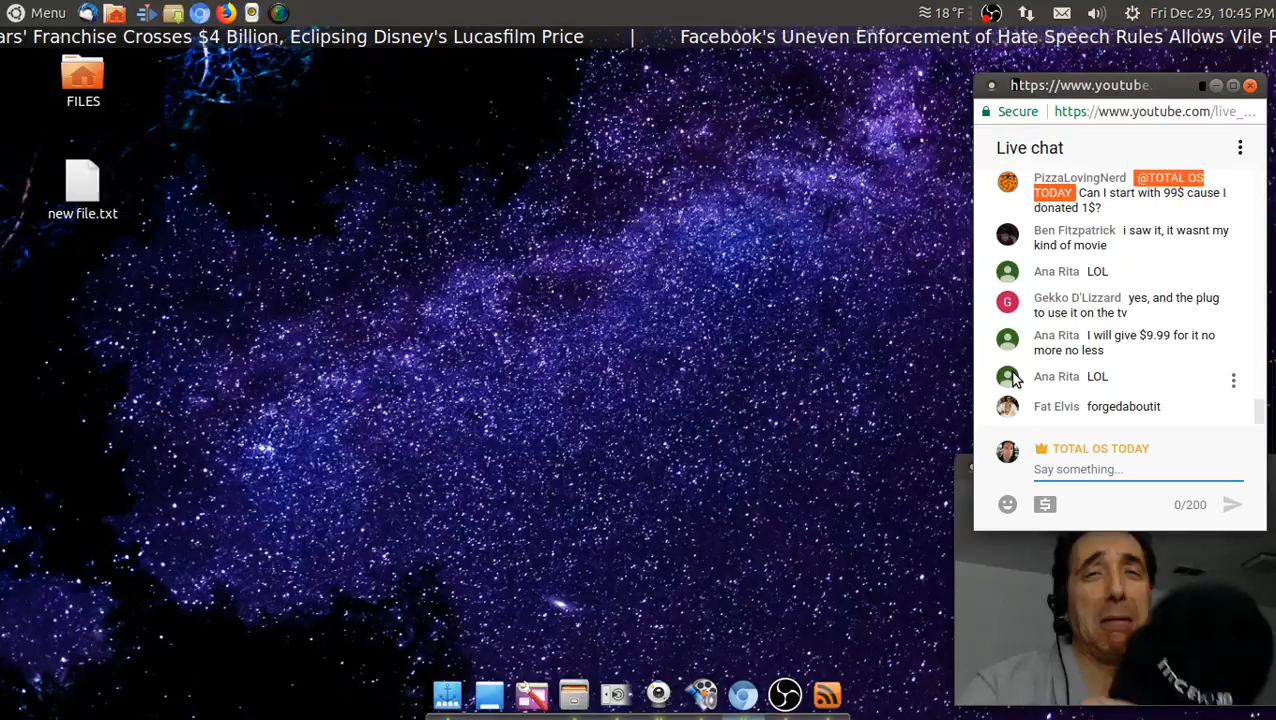 Menu
18 °F
Fri Dec 29, 10:45 PM
ars' Franchise Crosses $4 Billion, Eclipsing Disney's Lucasfilm Price | Facebook's Uneven Enforcement of Hate Speech Rules Allows Vile P
FILES
new file.txt
https://www.youtube.
Secure
https://www.youtube.com/live_...
Live chat
PizzaLovingNerd @TOTAL OS
TODAY Can I start with 99$ cause I
donated 1$?
Ben Fitzpatrick i saw it, it wasnt my
kind of movie
Ana Rita LOL
G
Gekko D'Lizzard yes, and the plug
to use it on the tv
Ana Rita I will give $9.99 for it no
more no less
Ana Rita LOL
Fat Elvis forgedaboutit
TOTAL OS TODAY
Say something...
0/200